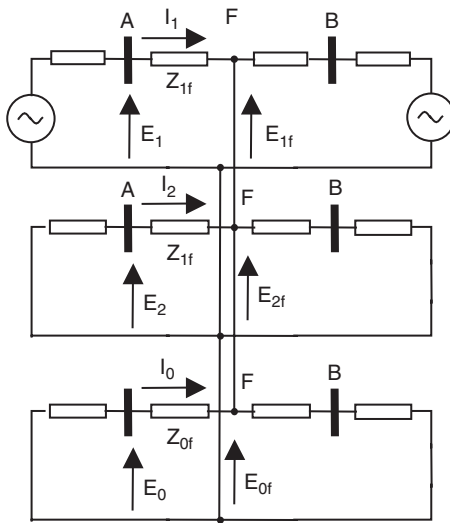 A I₁ F B
Z₁f
E₁ E₁f
A I₂ F B
Z₁f
E₂ E₂f
I₀
A F B
Z₀f
E₀ E₀f